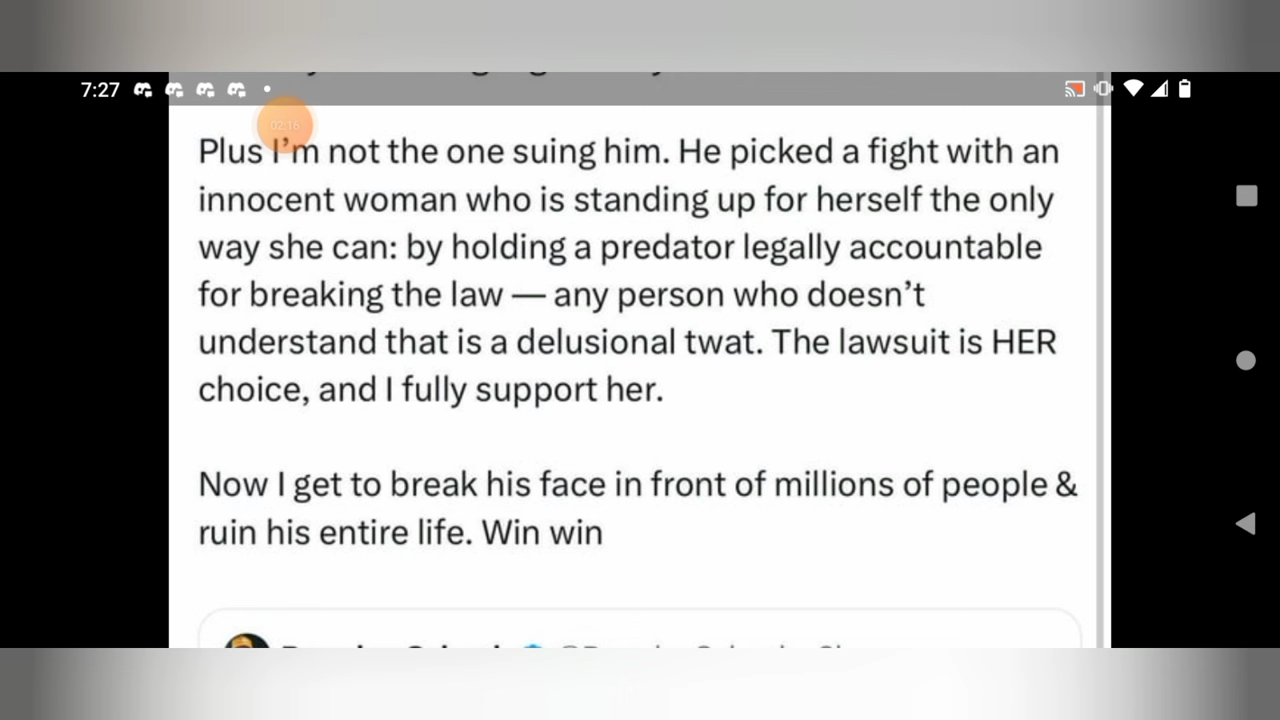 7:27
02:16
Plus I’m not the one suing him. He picked a fight with an
innocent woman who is standing up for herself the only
way she can: by holding a predator legally accountable
for breaking the law — any person who doesn’t
understand that is a delusional twat. The lawsuit is HER
choice, and I fully support her.
Now I get to break his face in front of millions of people &
ruin his entire life. Win win